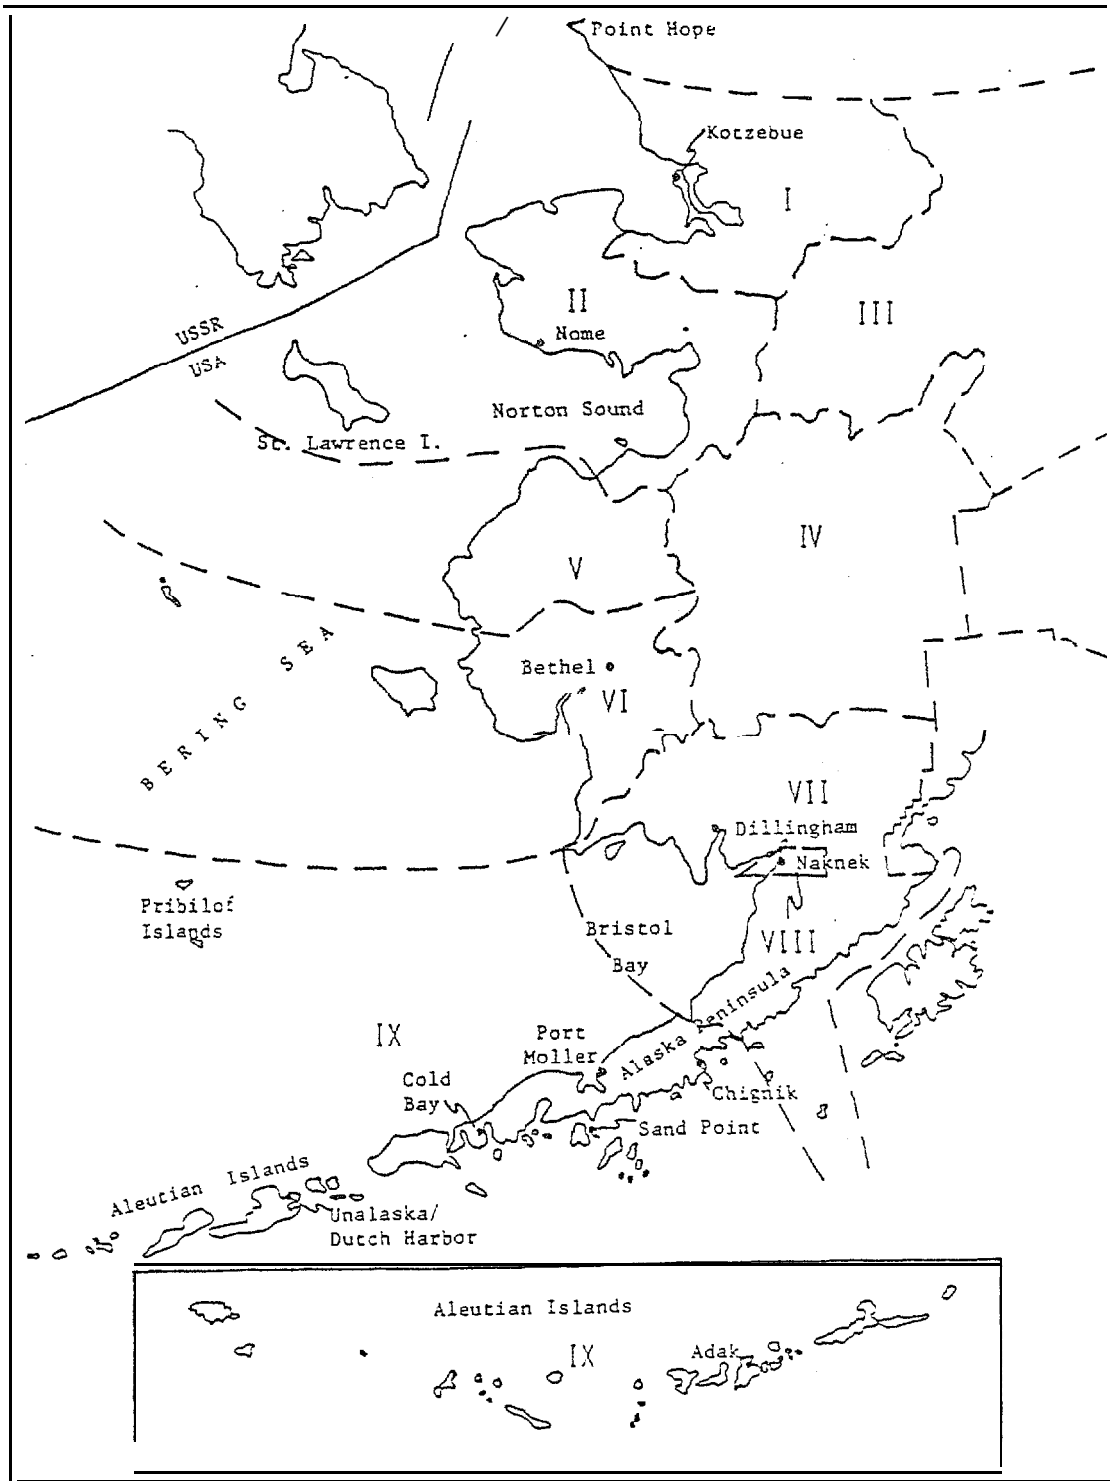 Point Hope
Kotzebue
I
II
III
Nome
USSR
USA
Norton Sound
St. Lawrence I.
IV
V
BERING SEA
Bethel
VI
VII
Dillingham
Naknek
Pribilof
Islands
Bristol
Bay
VIII
Alaska Peninsula
IX
Port
Moller
Cold
Bay
Chignik
Sand Point
Aleutian Islands
Unalaska/
Dutch Harbor
Aleutian Islands
IX
Adak